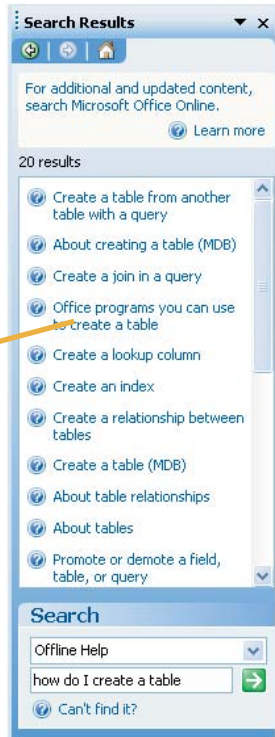 Search Results
For additional and updated content,
search Microsoft Office Online.
Learn more
20 results
Create a table from another
table with a query
About creating a table (MDB)
Create a join in a query
Office programs you can use
to create a table
Create a lookup column
Create an index
Create a relationship between
tables
Create a table (MDB)
About table relationships
About tables
Promote or demote a field,
table, or query
Search
Offline Help
how do I create a table
Can't find it?